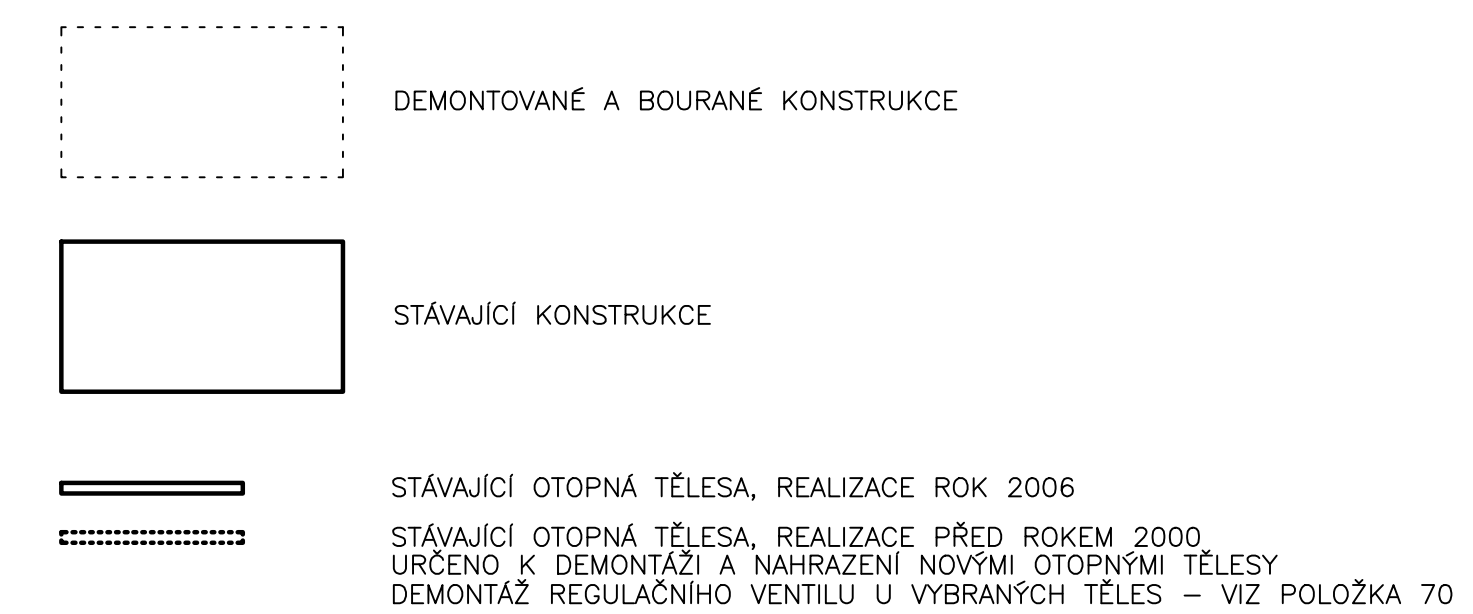 DEMONTOVANÉ A BOURANÉ KONSTRUKCE
STÁVAJÍCÍ KONSTRUKCE
STÁVAJÍCÍ OTOPNÁ TĚLESA, REALIZACE ROK 2006
STÁVAJÍCÍ OTOPNÁ TĚLESA, REALIZACE PŘED ROKEM 2000
URČENO K DEMONTÁŽI A NAHRAZENÍ NOVÝMI OTOPNÝMI TĚLESY
DEMONTÁŽ REGULAČNÍHO VENTILU U VYBRANÝCH TĚLES – VIZ POLOŽKA 70